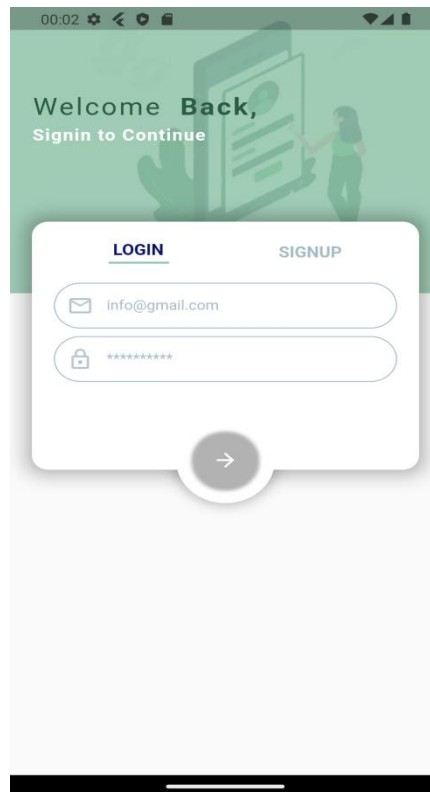 00:02
Welcome Back,
Signin to Continue
LOGIN SIGNUP
info@gmail.com
**********